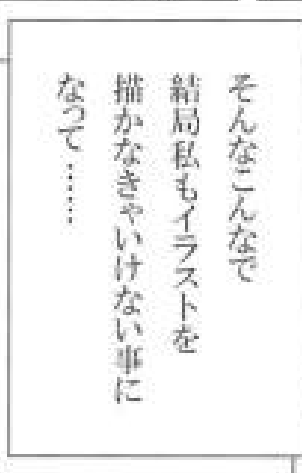 そんなこんなで
結局私もイラストを
描かなきゃいけない事に
なって……